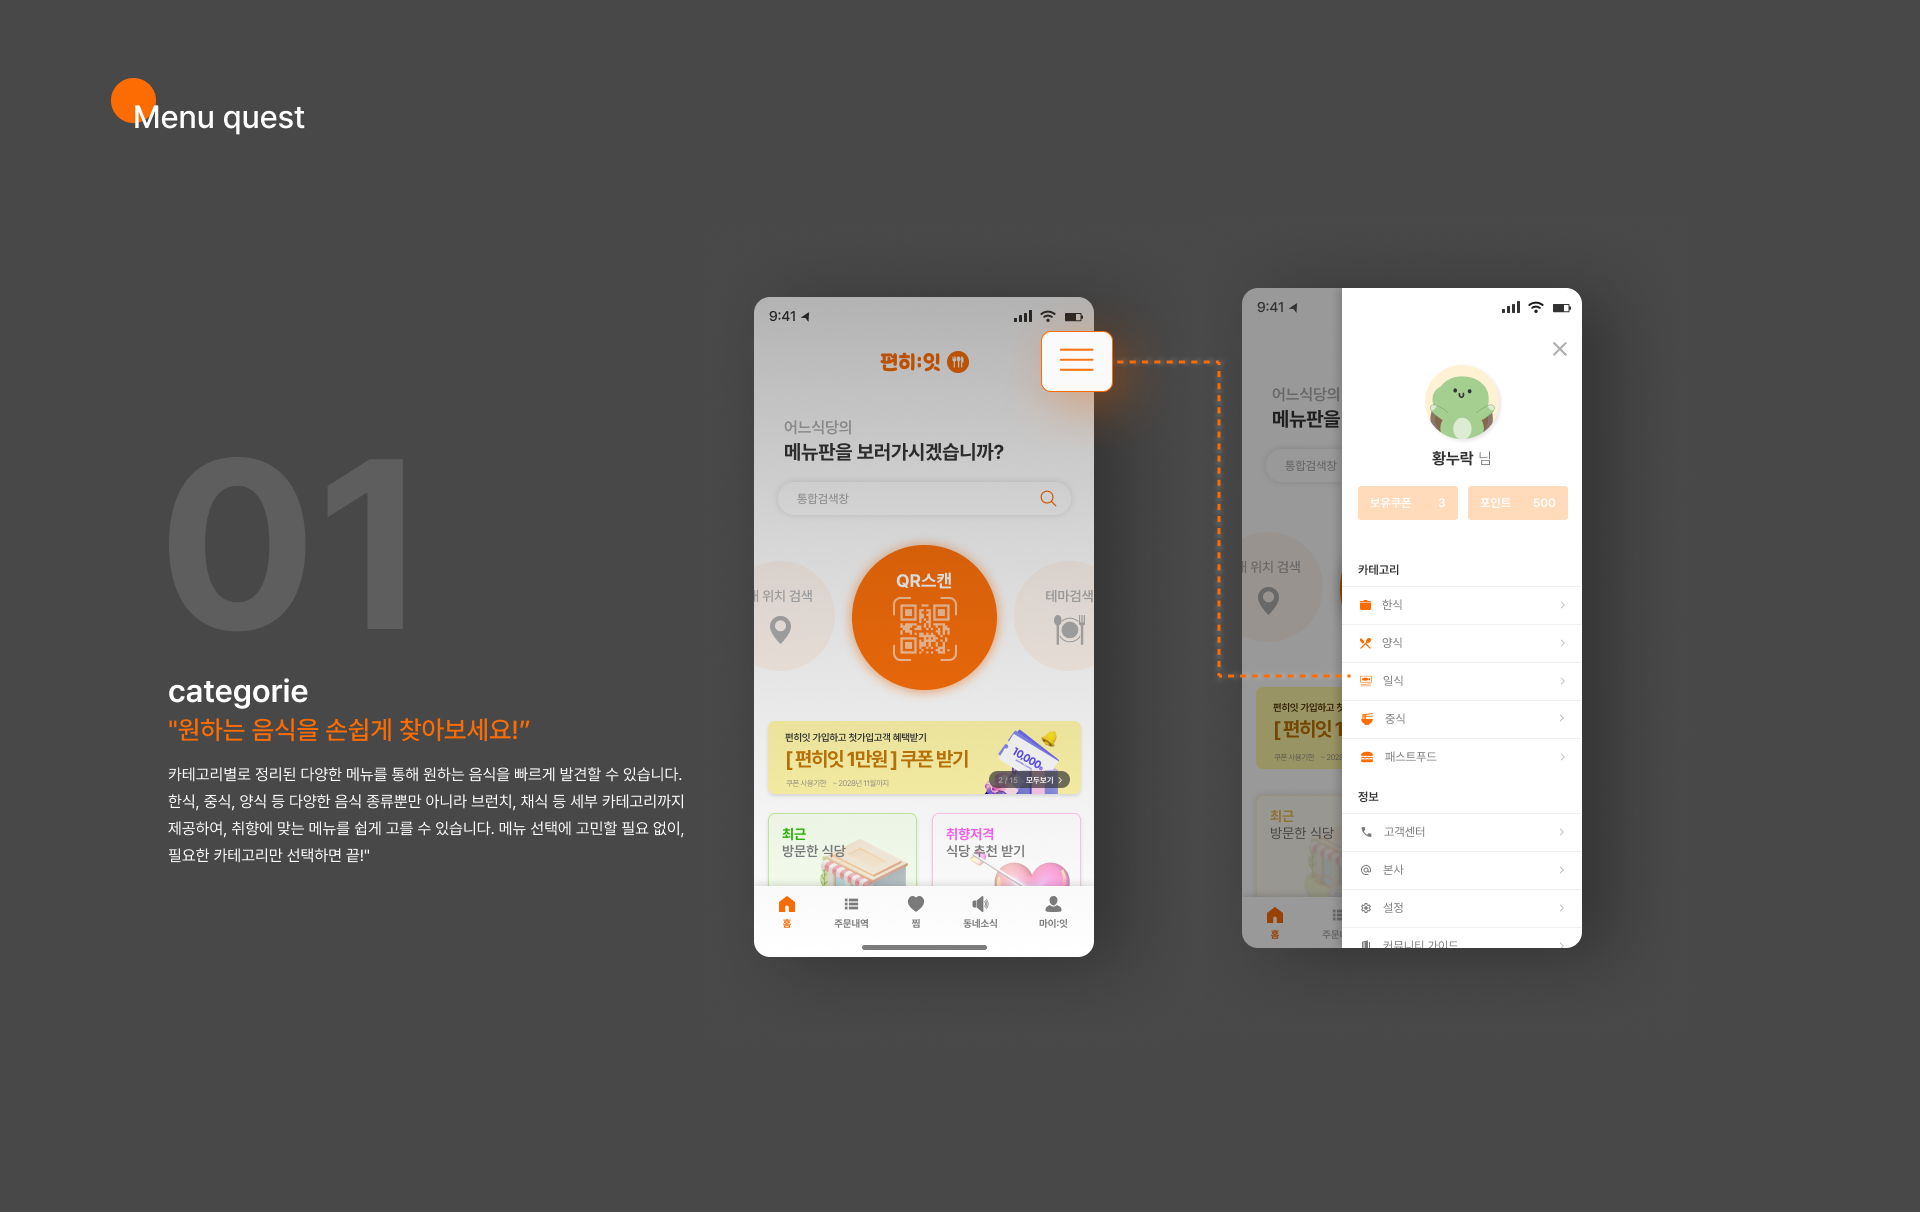 Menu quest
01
categorie
"원하는 음식을 손쉽게 찾아보세요!”
카테고리별로 정리된 다양한 메뉴를 통해 원하는 음식을 빠르게 발견할 수 있습니다.
한식, 중식, 양식 등 다양한 음식 종류뿐만 아니라 브런치, 채식 등 세부 카테고리까지
제공하여, 취향에 맞는 메뉴를 쉽게 고를 수 있습니다. 메뉴 선택에 고민할 필요 없이,
필요한 카테고리만 선택하면 끝!"
9:41
편히:잇
어느식당의
메뉴판을 보러가시겠습니까?
통합검색창
위치 검색
QR스캔
테마검색
편히잇 가입하고 첫가입고객 혜택받기
[ 편히잇 1만원 ] 쿠폰 받기
쿠폰 사용기한 ~ 2028년 11월까지
10,000
2 / 15 모두보기
최근
방문한 식당
취향저격
식당 추천 받기
홈
주문내역
찜
동네소식
마이:잇
9:41
어느식당의
메뉴판을
통합검색창
위치 검색
편히잇 가입하고 첫
[ 편히잇 1
쿠폰 사용기한 ~ 2028
최근
방문한 식당
홈
주문
황누락 님
보유쿠폰 3
포인트 500
카테고리
한식
양식
일식
중식
패스트푸드
정보
고객센터
본사
설정
커뮤니티 가이드